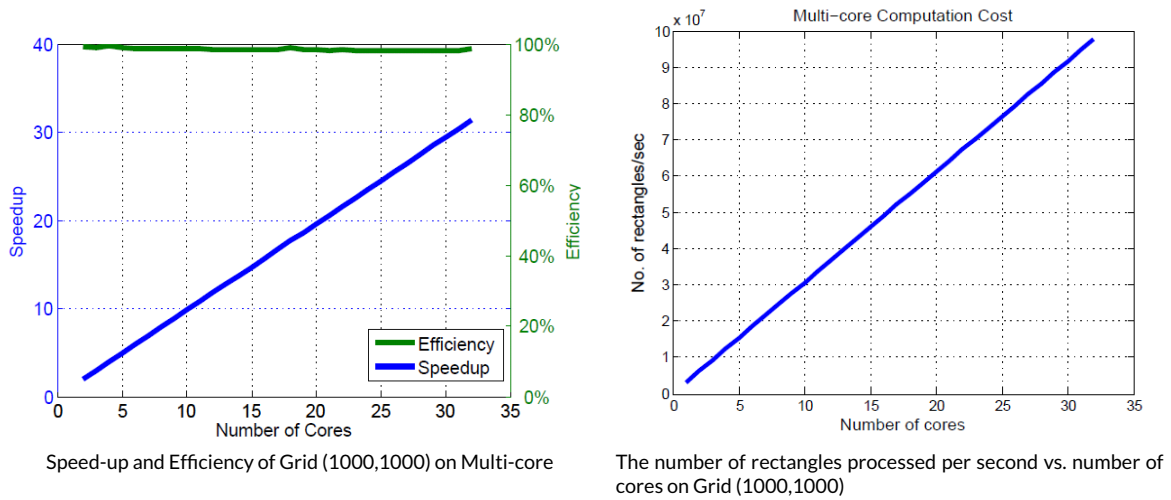 40
30
20
10
0
Speedup
100%
80%
60%
40%
20%
0%
Efficiency
Efficiency
Speedup
0 5 10 15 20 25 30 35
Number of Cores
Speed-up and Efficiency of Grid (1000,1000) on Multi-core
x 10^7
Multi-core Computation Cost
10
9
8
7
6
5
4
3
2
1
0
No. of rectangles/sec
0 5 10 15 20 25 30 35
Number of cores
The number of rectangles processed per second vs. number of
cores on Grid (1000,1000)